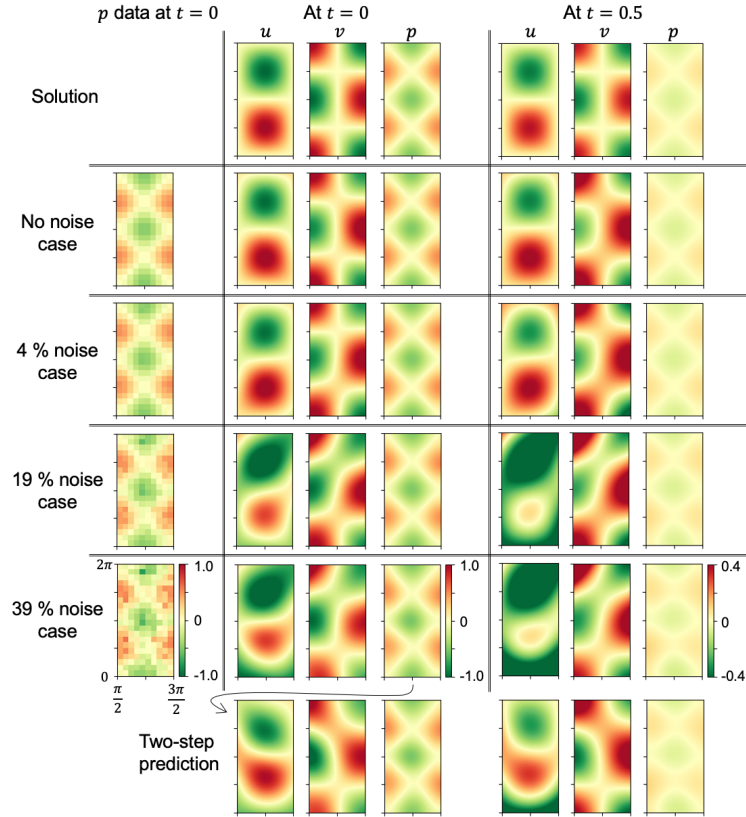 p data at t = 0
At t = 0
At t = 0.5
u v p u v p
Solution
No noise
case
4 % noise
case
19 % noise
case
2π 1.0 1.0 0.4
39 % noise
case
0 0 0
0 -1.0 -1.0 -0.4
π/2 3π/2
Two-step
prediction